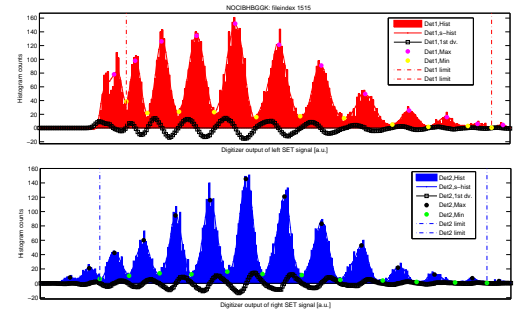 NOCIBHBGGK: fileindex 1515
Histogram counts
160
140
120
100
80
60
40
20
0
−20
Det1,Hist
Det1,s−hist
Det1,1st dv.
Det1,Max
Det1,Min
Det1 limit
Det1 limit
Digitizer output of left SET signal [a.u.]
Histogram counts
160
140
120
100
80
60
40
20
0
−20
Det2,Hist
Det2,s−hist
Det2,1st dv.
Det2,Max
Det2,Min
Det2 limit
Det2 limit
Digitizer output of right SET signal [a.u.]